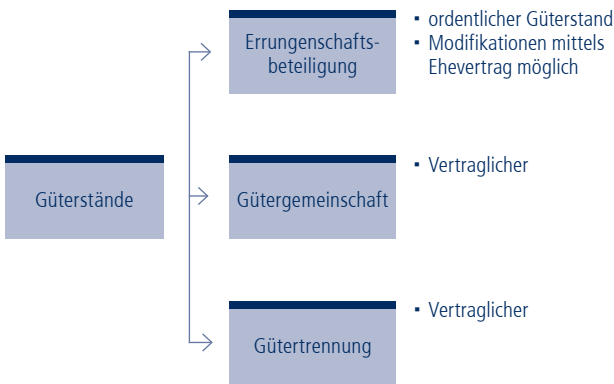 Errungenschafts-
beteiligung
▪ ordentlicher Güterstand
▪ Modifikationen mittels
Ehevertrag möglich
Güterstände
Gütergemeinschaft
▪ Vertraglicher
Gütertrennung
▪ Vertraglicher